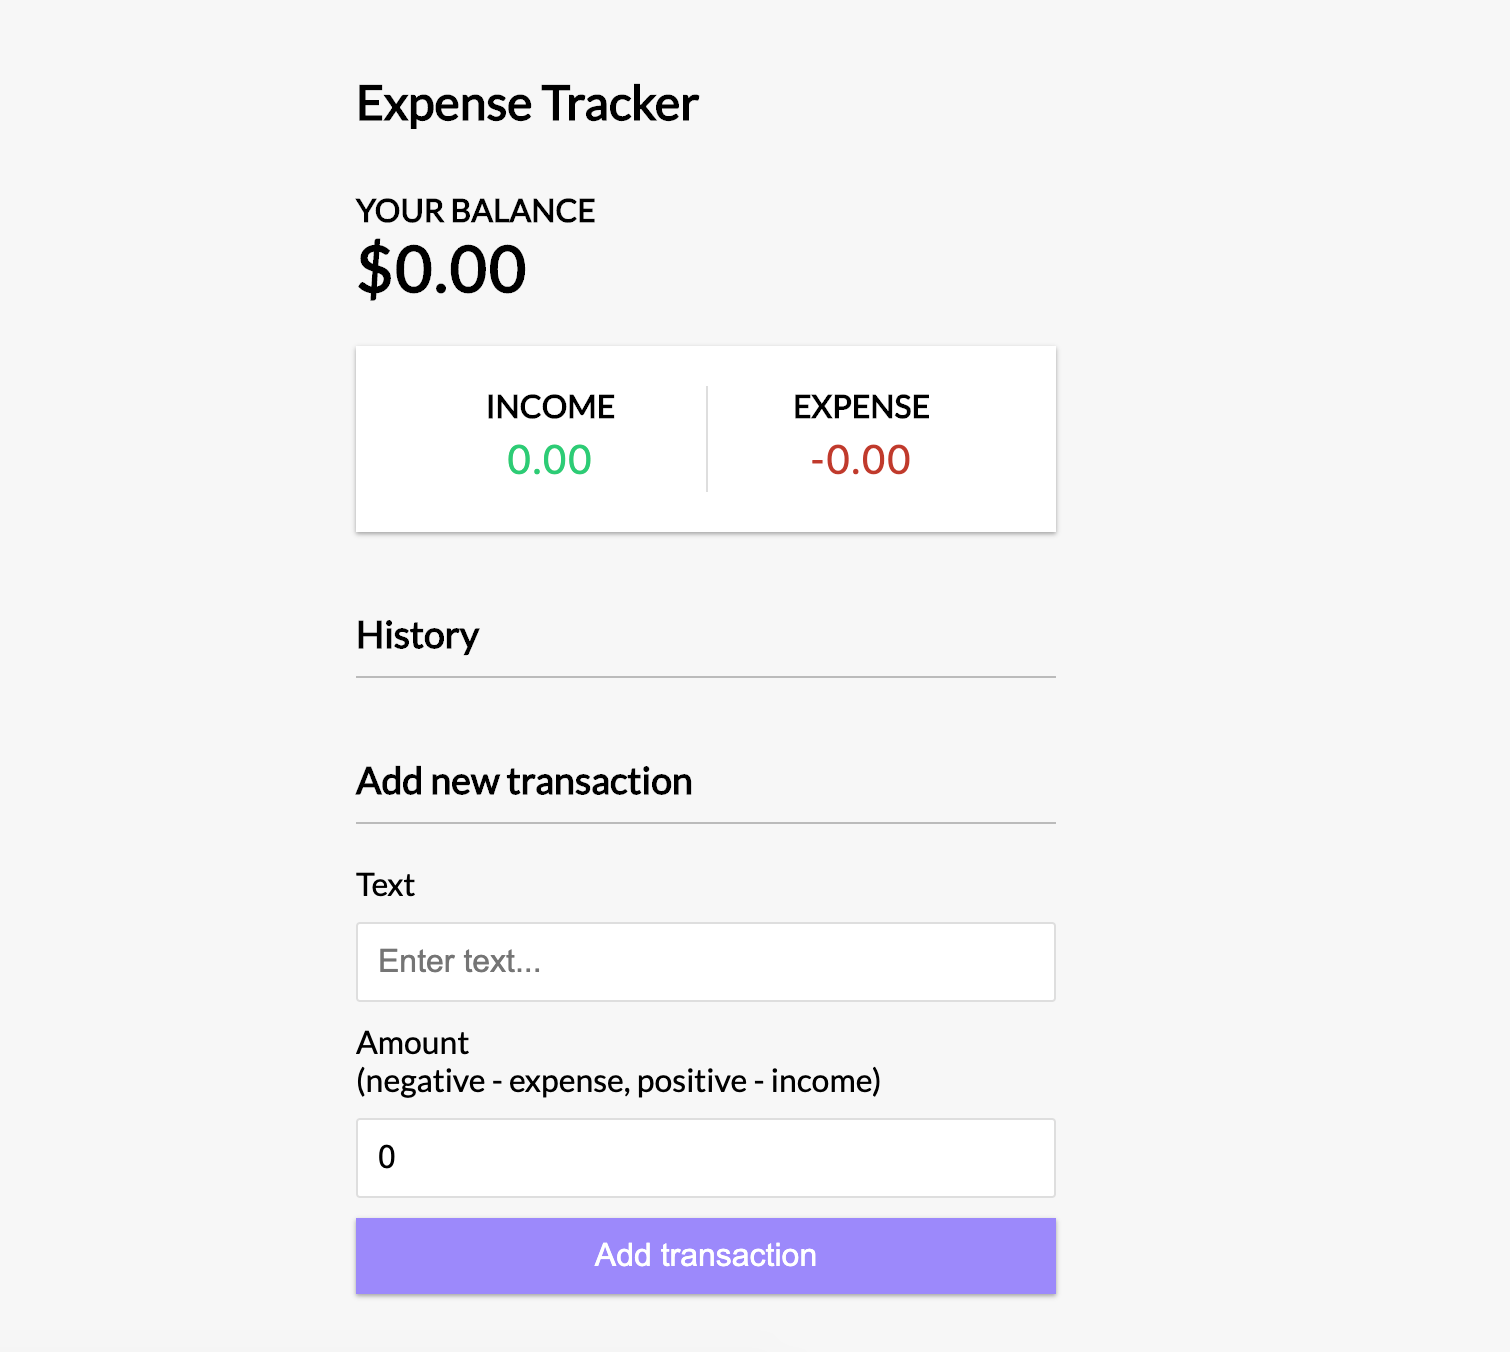 Expense Tracker
YOUR BALANCE
$0.00
INCOME
EXPENSE
0.00
-0.00
History
Add new transaction
Text
Enter text...
Amount
(negative - expense, positive - income)
0
Add transaction